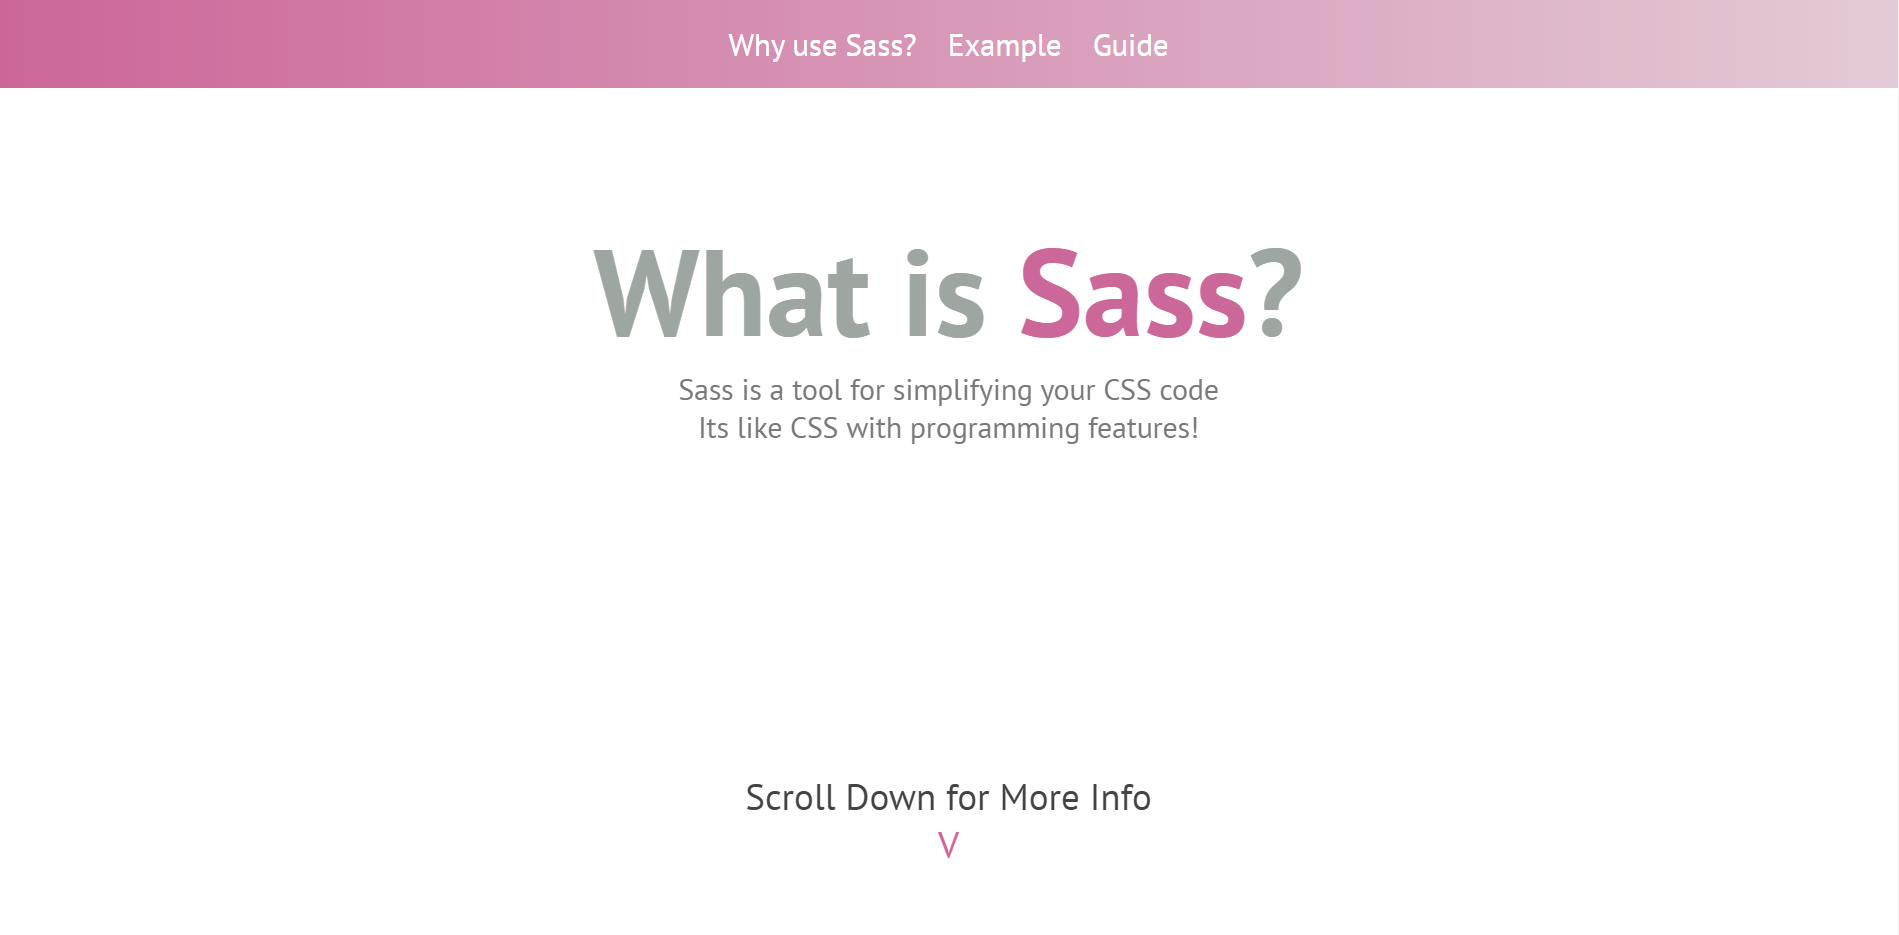 Why use Sass? Example Guide
What is Sass?
Sass is a tool for simplifying your CSS code
Its like CSS with programming features!
Scroll Down for More Info
V